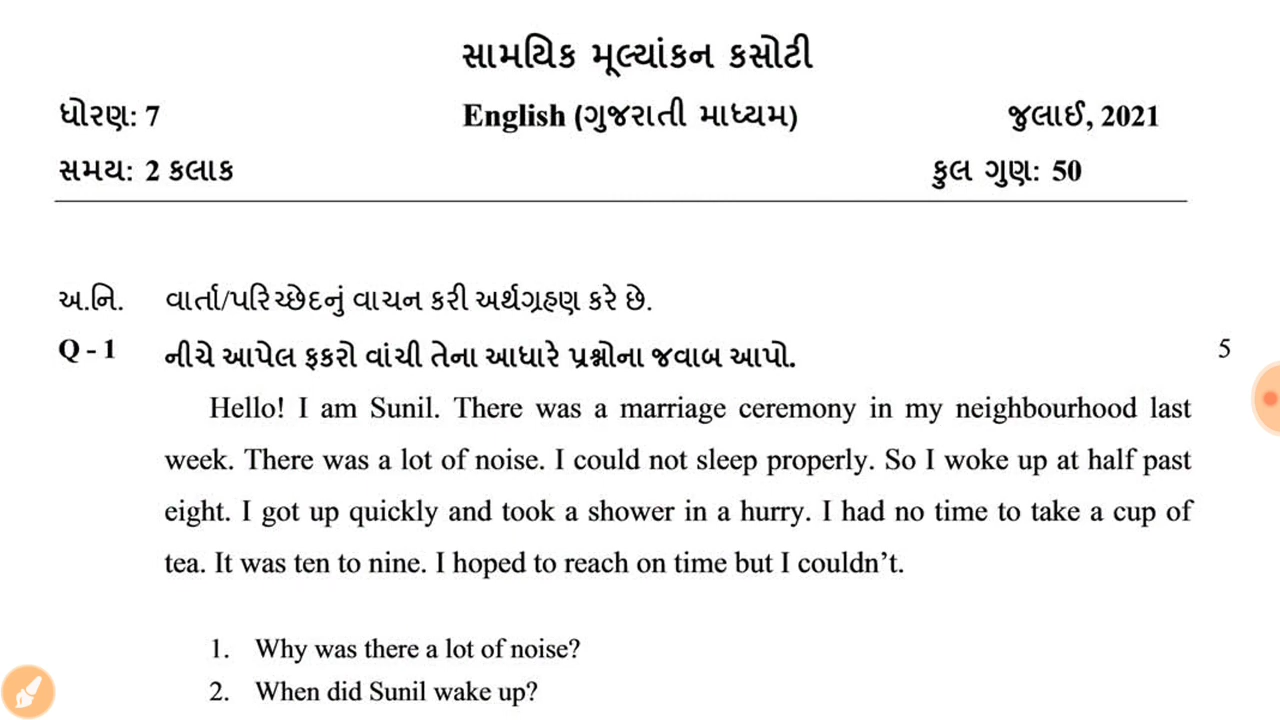 સામયિક મૂલ્યાંકન કસોટી
ધોરણ: 7 English (ગુજરાતી માધ્યમ) જુલાઈ, 2021
સમય: 2 કલાક કુલ ગુણ: 50
અ.નિ. વાર્તા/પરિચ્છેદનું વાચન કરી અર્થગ્રહણ કરે છે.
Q - 1 નીચે આપેલ ફકરો વાંચી તેના આધારે પ્રશ્નોના જવાબ આપો. 5
Hello! I am Sunil. There was a marriage ceremony in my neighbourhood last
week. There was a lot of noise. I could not sleep properly. So I woke up at half past
eight. I got up quickly and took a shower in a hurry. I had no time to take a cup of
tea. It was ten to nine. I hoped to reach on time but I couldn’t.
1. Why was there a lot of noise?
2. When did Sunil wake up?